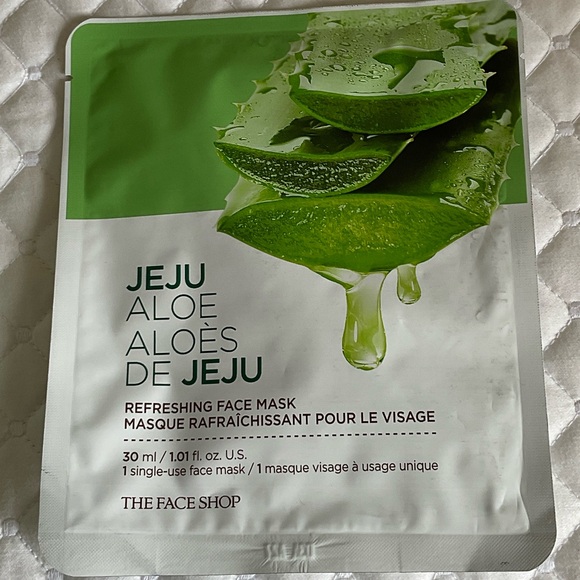 JEJU
ALOE
ALOÈS
DE JEJU
REFRESHING FACE MASK
MASQUE RAFRAÎCHISSANT POUR LE VISAGE
30 ml / 1.01 fl. oz. U.S.
1 single-use face mask / 1 masque visage à usage unique
THE FACE SHOP